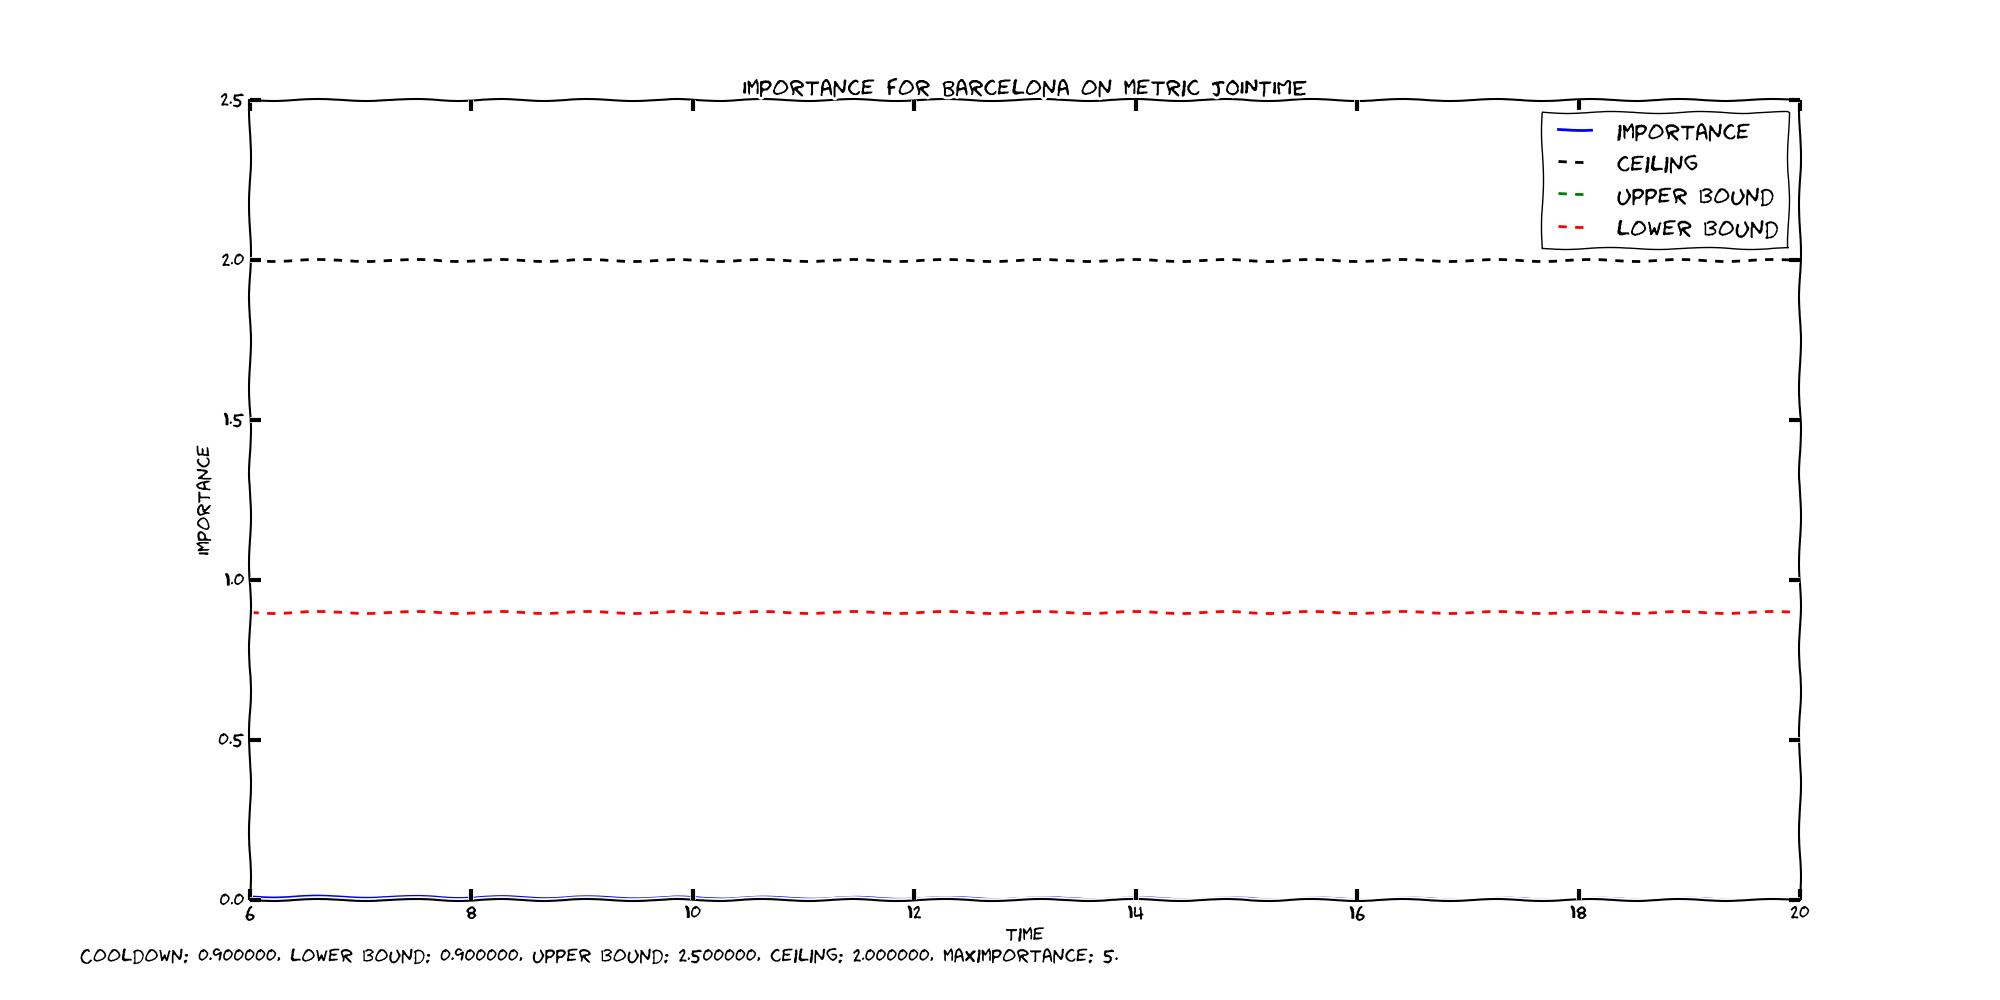 IMPORTANCE FOR BARCELONA ON METRIC JOINTIME
2.5
2.0
1.5
1.0
0.5
0.0
IMPORTANCE
IMPORTANCE
CEILING
UPPER BOUND
LOWER BOUND
6 8 10 12 14 16 18 20
TIME
COOLDOWN: 0.900000, LOWER BOUND: 0.900000, UPPER BOUND: 2.500000, CEILING: 2.000000, MAXIMPORTANCE: 5.